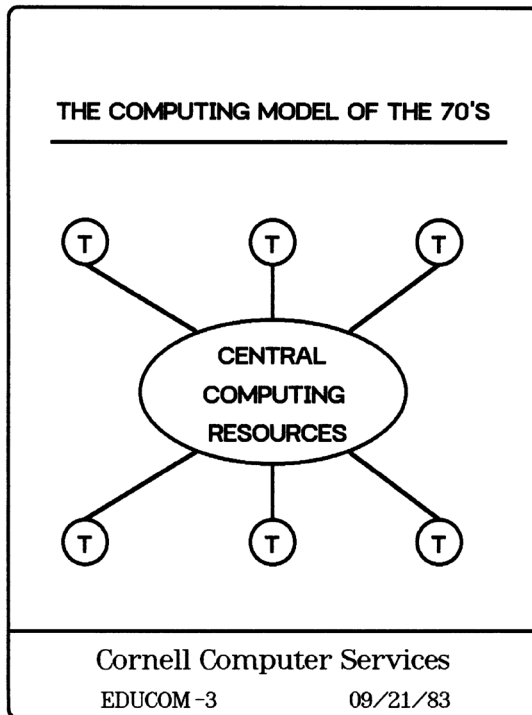 THE COMPUTING MODEL OF THE 70'S
T T T
CENTRAL
COMPUTING
RESOURCES
T T T
Cornell Computer Services
EDUCOM-3 09/21/83